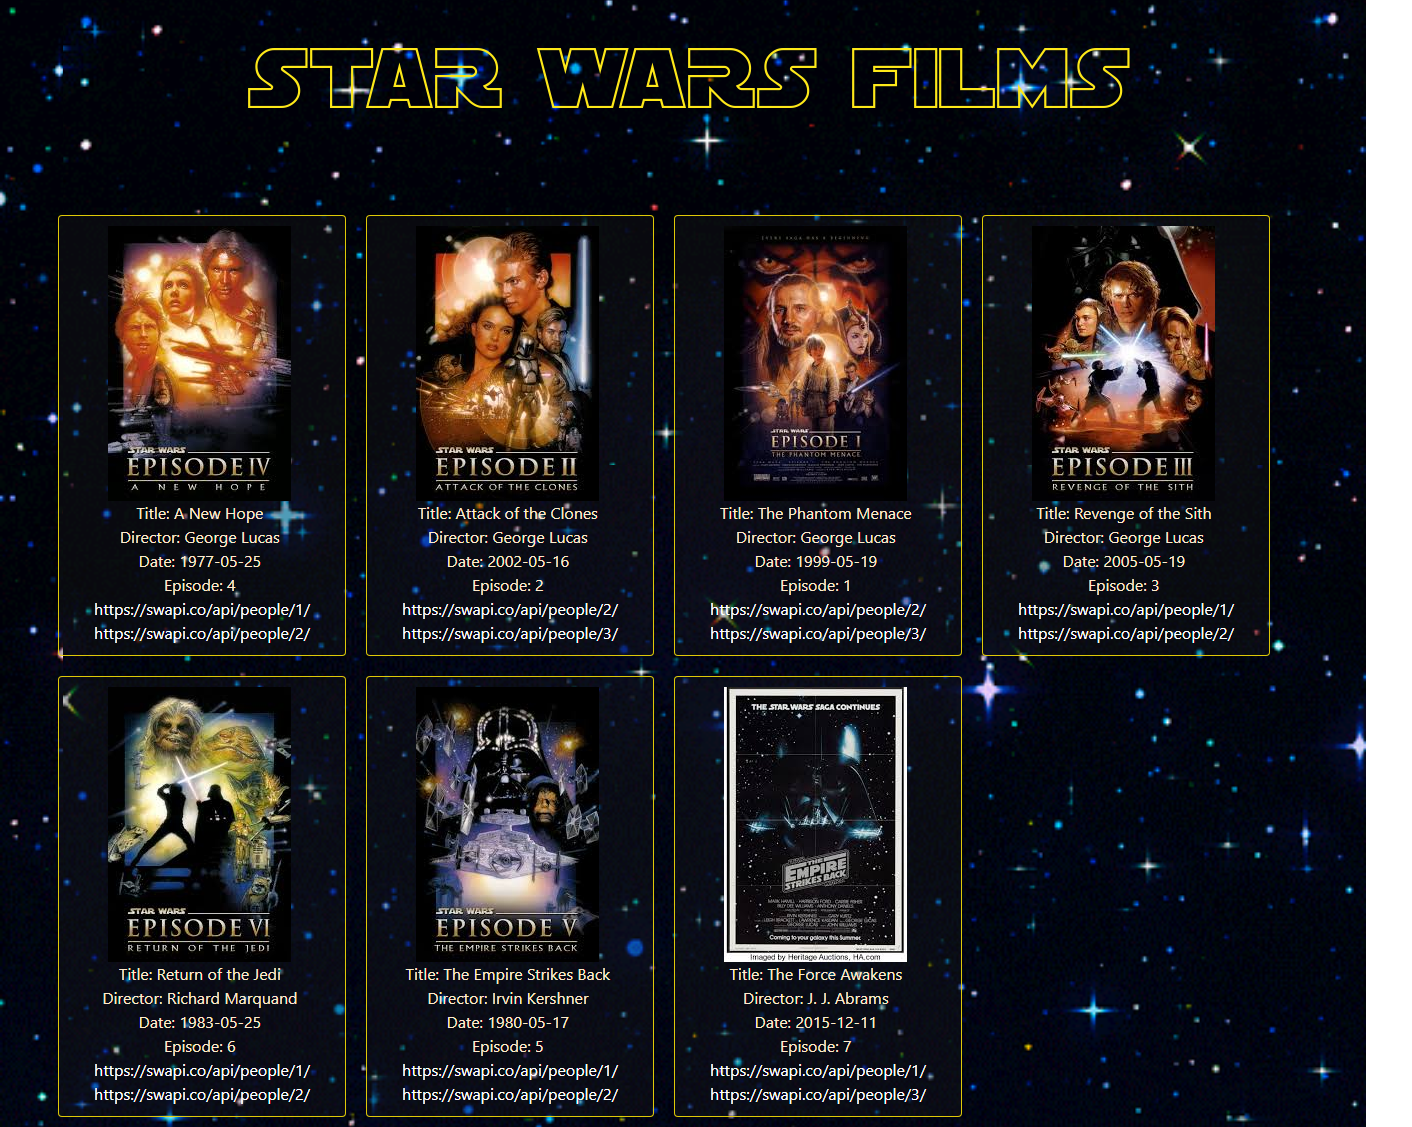 STAR WARS FILMS
STAR WARS
EPISODE IV
A NEW HOPE
Title: A New Hope
Director: George Lucas
Date: 1977-05-25
Episode: 4
https://swapi.co/api/people/1/
https://swapi.co/api/people/2/
STAR WARS
EPISODE II
ATTACK OF THE CLONES
Title: Attack of the Clones
Director: George Lucas
Date: 2002-05-16
Episode: 2
https://swapi.co/api/people/2/
https://swapi.co/api/people/3/
EVERY SAGA HAS A BEGINNING
STAR WARS
EPISODE I
THE PHANTOM MENACE
Title: The Phantom Menace
Director: George Lucas
Date: 1999-05-19
Episode: 1
https://swapi.co/api/people/2/
https://swapi.co/api/people/3/
STAR WARS
EPISODE III
REVENGE OF THE SITH
Title: Revenge of the Sith
Director: George Lucas
Date: 2005-05-19
Episode: 3
https://swapi.co/api/people/1/
https://swapi.co/api/people/2/
STAR WARS
EPISODE VI
RETURN OF THE JEDI
Title: Return of the Jedi
Director: Richard Marquand
Date: 1983-05-25
Episode: 6
https://swapi.co/api/people/1/
https://swapi.co/api/people/2/
STAR WARS
EPISODE V
THE EMPIRE STRIKES BACK
Title: The Empire Strikes Back
Director: Irvin Kershner
Date: 1980-05-17
Episode: 5
https://swapi.co/api/people/1/
https://swapi.co/api/people/2/
THE STAR WARS SAGA CONTINUES
THE
EMPIRE
STRIKES BACK
MARK HAMILL · HARRISON FORD · CARRIE FISHER
BILLY DEE WILLIAMS · ANTHONY DANIELS
Coming to your galaxy this Summer.
Imaged by Heritage Auctions, HA.com
Title: The Force Awakens
Director: J. J. Abrams
Date: 2015-12-11
Episode: 7
https://swapi.co/api/people/1/
https://swapi.co/api/people/3/